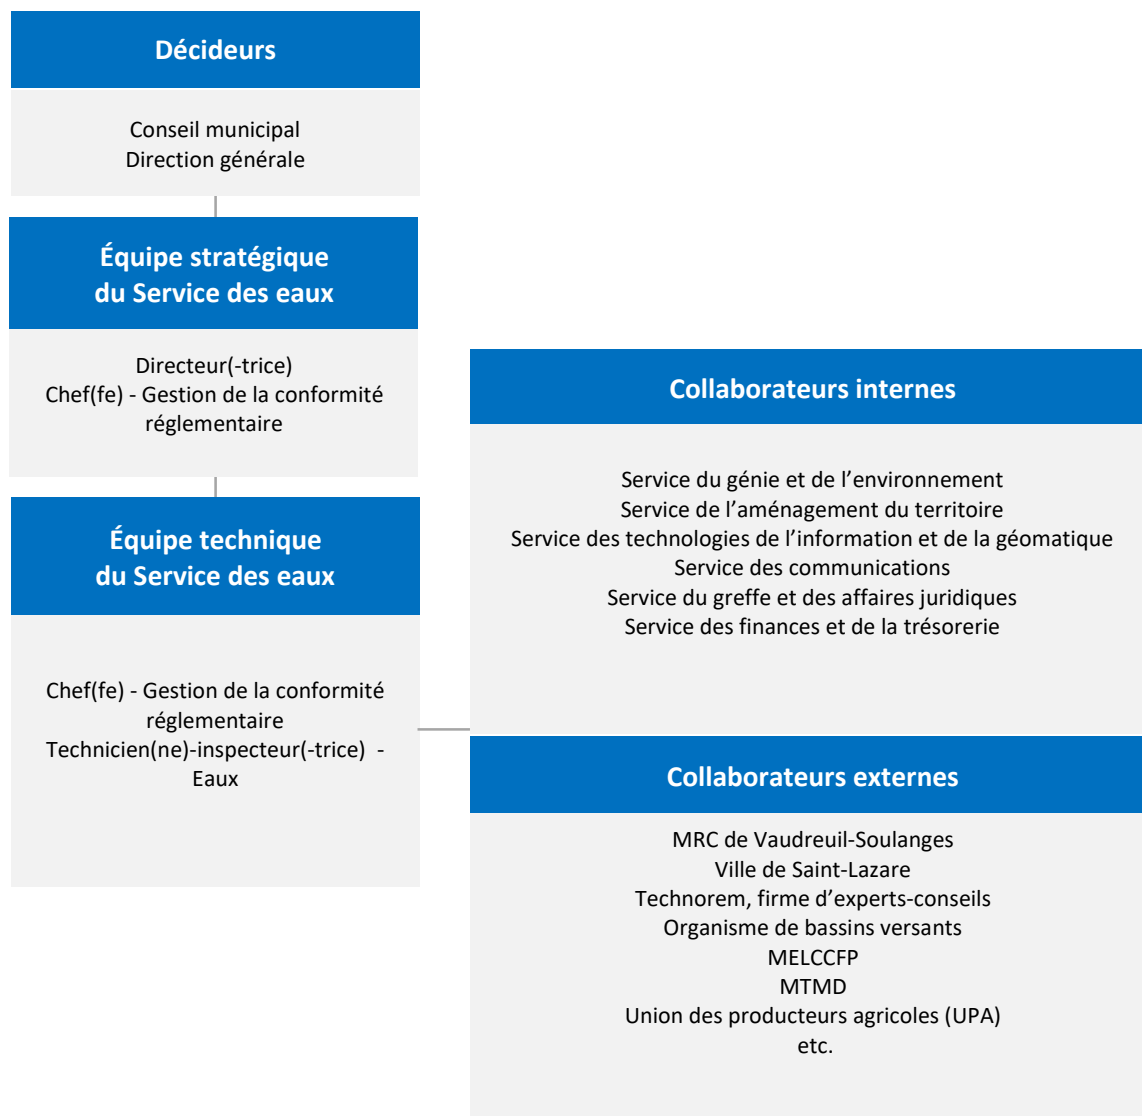 Décideurs
Conseil municipal
Direction générale
Équipe stratégique
du Service des eaux
Directeur(-trice)
Chef(fe) - Gestion de la conformité
réglementaire
Équipe technique
du Service des eaux
Chef(fe) - Gestion de la conformité
réglementaire
Technicien(ne)-inspecteur(-trice) -
Eaux
Collaborateurs internes
Service du génie et de l’environnement
Service de l’aménagement du territoire
Service des technologies de l’information et de la géomatique
Service des communications
Service du greffe et des affaires juridiques
Service des finances et de la trésorerie
Collaborateurs externes
MRC de Vaudreuil-Soulanges
Ville de Saint-Lazare
Technorem, firme d’experts-conseils
Organisme de bassins versants
MELCCFP
MTMD
Union des producteurs agricoles (UPA)
etc.